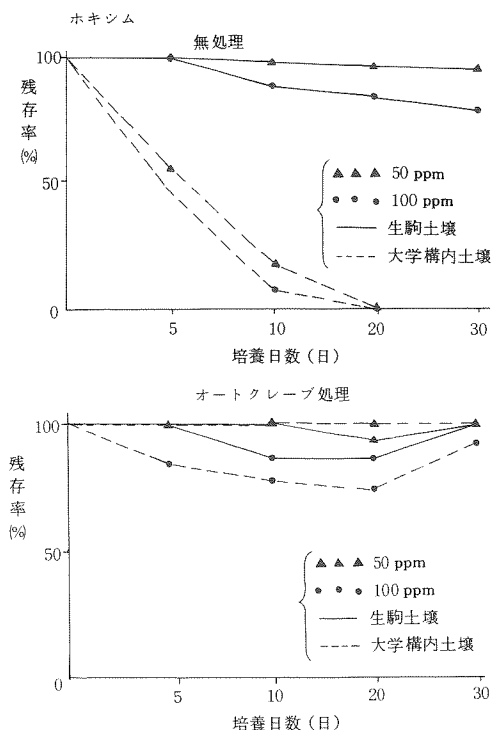 ホキシム
無処理
残存率(%)
100
50
0
5 10 20 30
培養日数(日)
▲ ▲ ▲ 50 ppm
● ● ● 100 ppm
生駒土壌
大学構内土壌
オートクレーブ処理
残存率(%)
100
50
0
5 10 20 30
培養日数(日)
▲ ▲ ▲ 50 ppm
● ● ● 100 ppm
生駒土壌
大学構内土壌